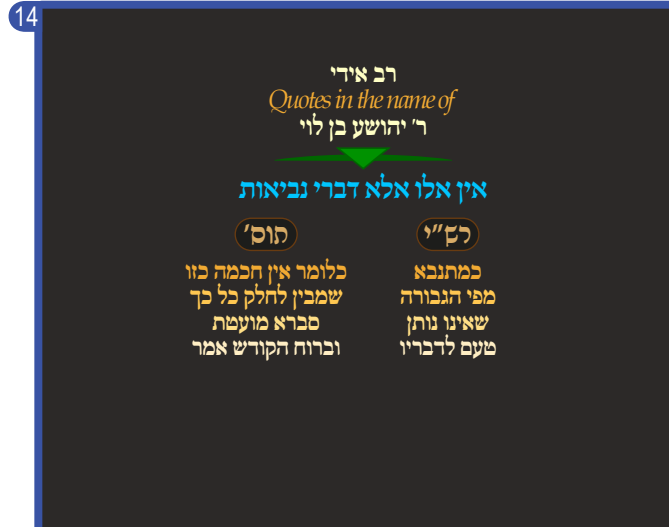 14
רב אידי
Quotes in the name of
ר' יהושע בן לוי
אין אלו אלא דברי נביאות
רש"י
כמתנבא
מפי הגבורה
שאינו נותן
טעם לדבריו
תוס'
כלומר אין חכמה כזו
שמבין לחלק כל כך
סברא מועטת
וברוח הקודש אמר